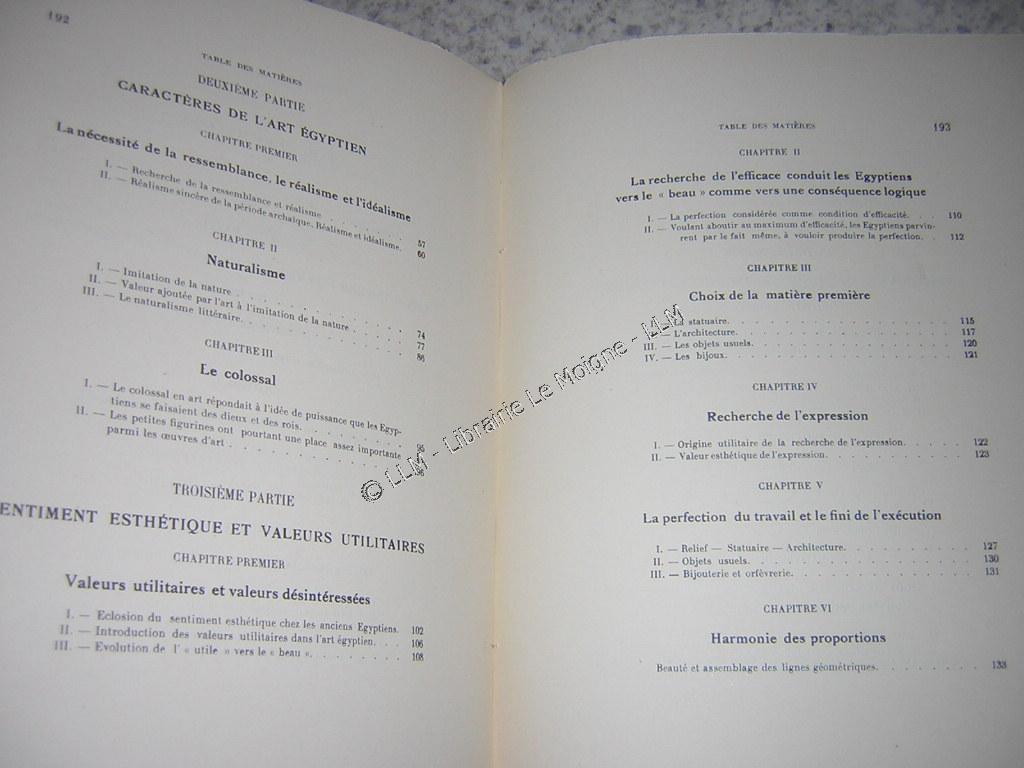 192
TABLE DES MATIÈRES
DEUXIÈME PARTIE
CARACTÈRES DE L'ART ÉGYPTIEN
CHAPITRE PREMIER
La nécessité de la ressemblance, le réalisme et l'idéalisme
I. — Recherche de la ressemblance et réalisme . . . . . . . 57
II. — Réalisme sincère de la période archaïque. Réalisme et idéalisme. 60
CHAPITRE II
Naturalisme
I. — Imitation de la nature . . . . . . . . . . . . . 74
II. — Valeur ajoutée par l'art à l'imitation de la nature . . . . 77
III. — Le naturalisme littéraire. . . . . . . . . . . . 86
CHAPITRE III
Le colossal
I. — Le colossal en art répondait à l'idée de puissance que les Egyp-
tiens se faisaient des dieux et des rois. . . . . . . . 95
II. — Les petites figurines ont pourtant une place assez importante
parmi les œuvres d'art . . . . . . . . . . . . 96
TROISIÈME PARTIE
ENTIMENT ESTHÉTIQUE ET VALEURS UTILITAIRES
CHAPITRE PREMIER
Valeurs utilitaires et valeurs désintéressées
I. — Eclosion du sentiment esthétique chez les anciens Egyptiens. 102
II. — Introduction des valeurs utilitaires dans l'art égyptien. . . . 106
III. — Evolution de l' « utile » vers le « beau ». . . . . . . . 108
TABLE DES MATIÈRES 193
CHAPITRE II
La recherche de l'efficace conduit les Egyptiens
vers le « beau » comme vers une conséquence logique
I. — La perfection considérée comme condition d'efficacité. . . 110
II. — Voulant aboutir au maximum d'efficacité, les Egyptiens parvin-
rent par le fait même, à vouloir produire la perfection. . 112
CHAPITRE III
Choix de la matière première
statuaire. . . . . . . . . . . . . . . . 115
— L'architecture. . . . . . . . . . . . . . . 117
III. — Les objets usuels. . . . . . . . . . . . . . 120
IV. — Les bijoux. . . . . . . . . . . . . . . . 121
CHAPITRE IV
Recherche de l'expression
I. — Origine utilitaire de la recherche de l'expression. . . . . . 122
II. — Valeur esthétique de l'expression. . . . . . . . . . 123
CHAPITRE V
La perfection du travail et le fini de l'exécution
I. — Relief — Statuaire — Architecture. . . . . . . . . 127
II. — Objets usuels. . . . . . . . . . . . . . . . 130
III. — Bijouterie et orfèvrerie. . . . . . . . . . . . . 131
CHAPITRE VI
Harmonie des proportions
Beauté et assemblage des lignes géométriques. . . . . . . . 133
© LLM - Librairie Le Moigne - LLM